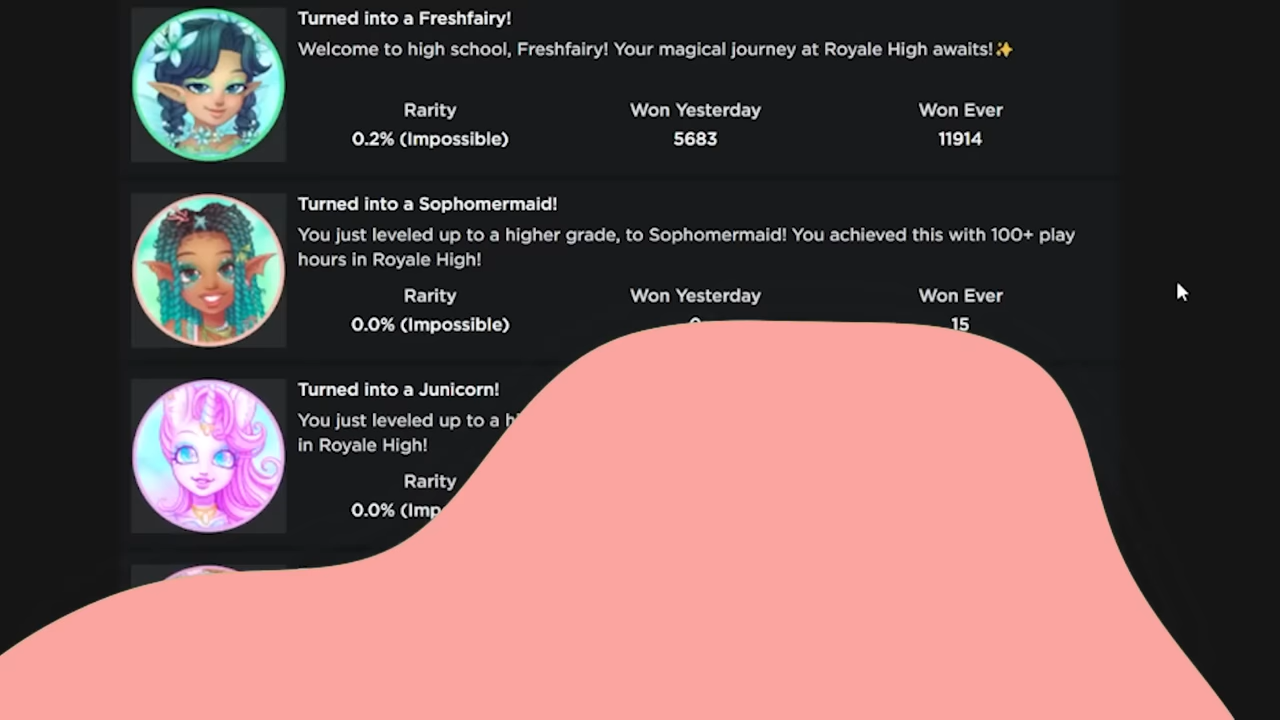 Turned into a Freshfairy!
Welcome to high school, Freshfairy! Your magical journey at Royale High awaits!✨
Rarity Won Yesterday Won Ever
0.2% (Impossible) 5683 11914
Turned into a Sophomermaid!
You just leveled up to a higher grade, to Sophomermaid! You achieved this with 100+ play
hours in Royale High!
Rarity Won Yesterday Won Ever
0.0% (Impossible) 15
Turned into a Junicorn!
You just leveled up to a
in Royale High!
Rarity
0.0%